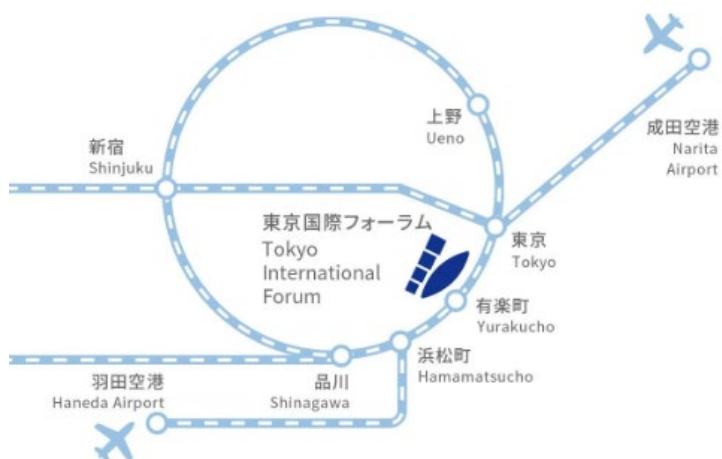 上野
Ueno
成田空港
Narita
Airport
新宿
Shinjuku
東京国際フォーラム
Tokyo
International
Forum
東京
Tokyo
有楽町
Yurakucho
浜松町
Hamamatsucho
羽田空港
Haneda Airport
品川
Shinagawa